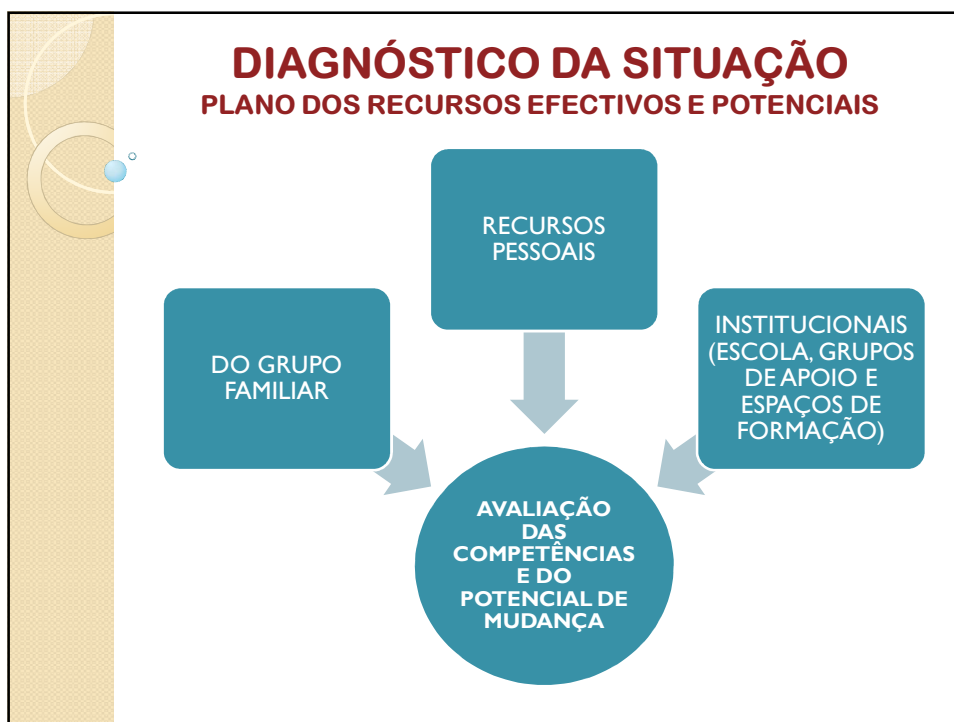 DIAGNÓSTICO DA SITUAÇÃO
PLANO DOS RECURSOS EFECTIVOS E POTENCIAIS
RECURSOS
PESSOAIS
DO GRUPO
FAMILIAR
INSTITUCIONAIS
(ESCOLA, GRUPOS
DE APOIO E
ESPAÇOS DE
FORMAÇÃO)
AVALIAÇÃO
DAS
COMPETÊNCIAS
E DO
POTENCIAL DE
MUDANÇA